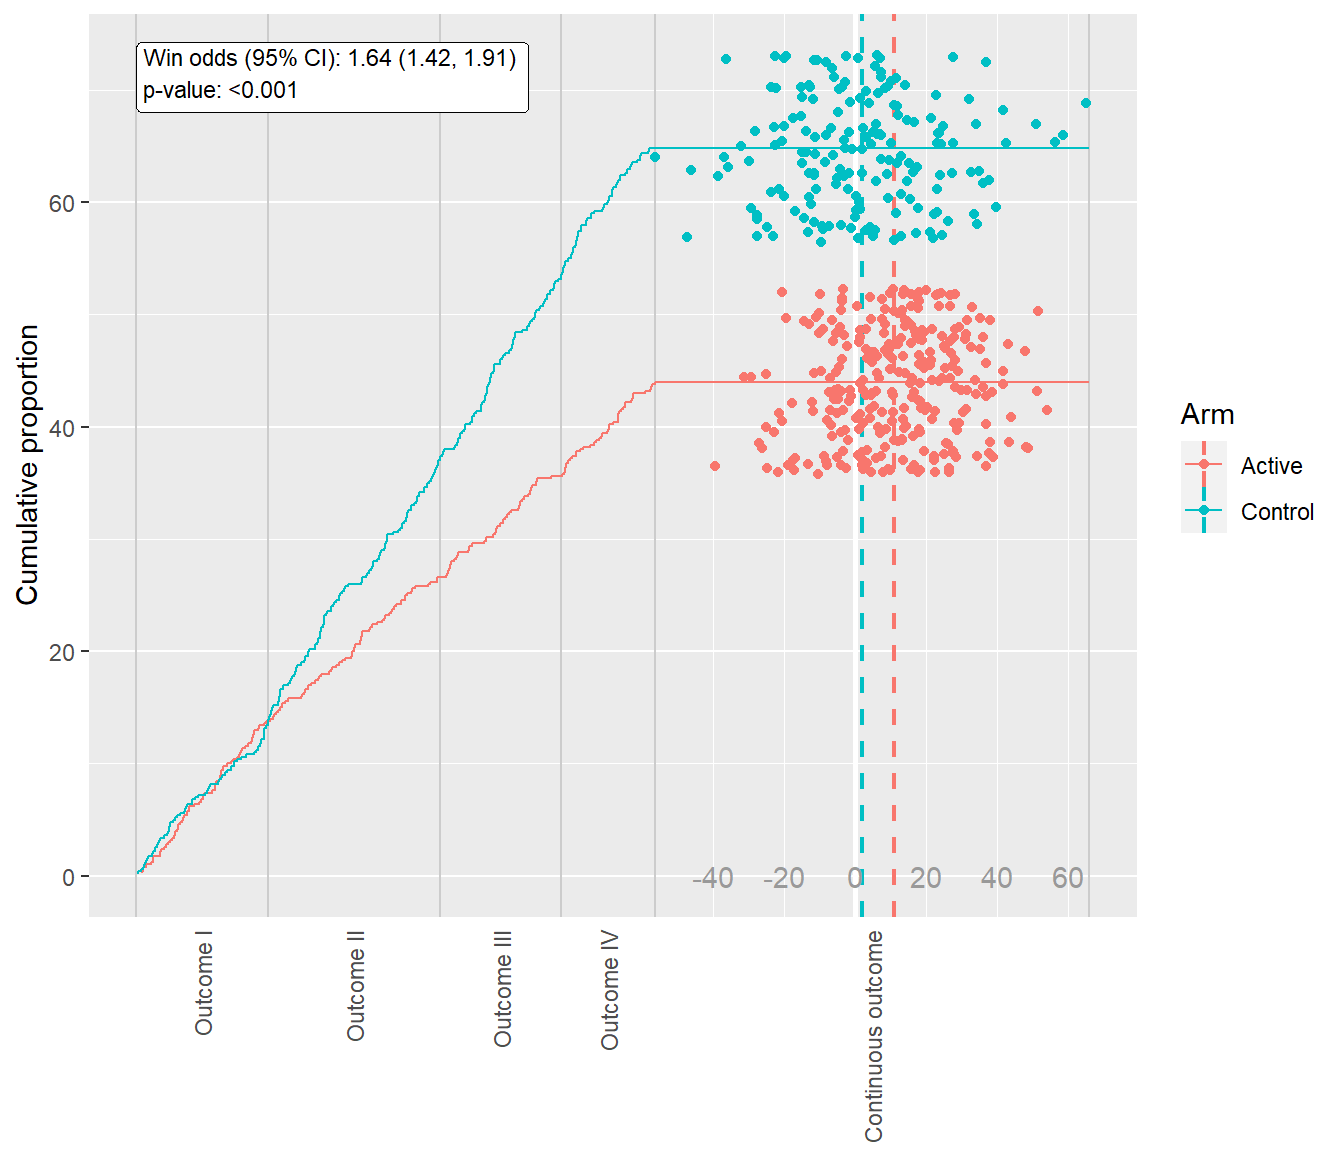 Win odds (95% CI): 1.64 (1.42, 1.91)
p-value: <0.001
Cumulative proportion
60
40
20
0
-40 -20 0 20 40 60
Outcome I
Outcome II
Outcome III
Outcome IV
Continuous outcome
Arm
Active
Control